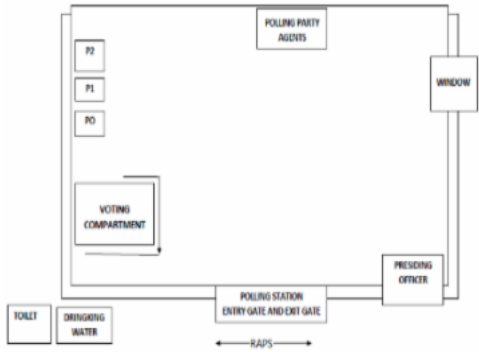 POLLING PARTY
AGENTS
P2
WINDOW
P1
PO
VOTING
COMPARTMENT
PRESIDING
OFFICER
POLLING STATION
ENTRY GATE AND EXIT GATE
TOILET
DRINGKING
WATER
RAPS